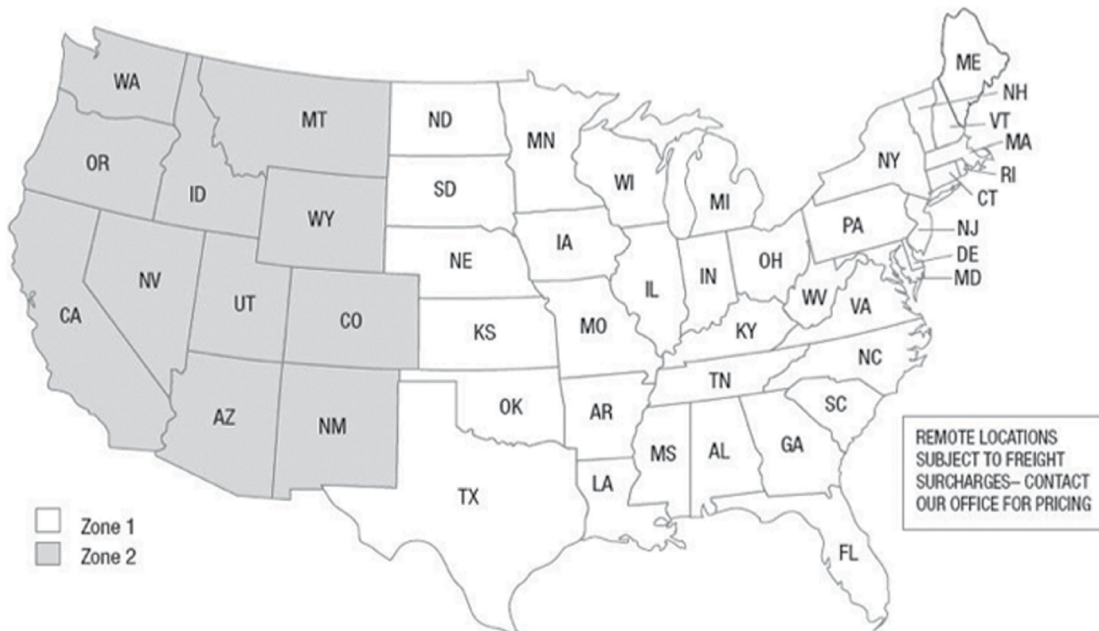 WA
MT
ND
MN
ME
NH
VT
MA
RI
CT
OR
ID
SD
WI
MI
NY
WY
IA
PA
NJ
DE
MD
NV
NE
IL
IN
OH
WV
VA
CA
UT
CO
KS
MO
KY
NC
TN
AZ
NM
OK
AR
SC
MS
AL
GA
TX
LA
FL
REMOTE LOCATIONS
SUBJECT TO FREIGHT
SURCHARGES– CONTACT
OUR OFFICE FOR PRICING
Zone 1
Zone 2